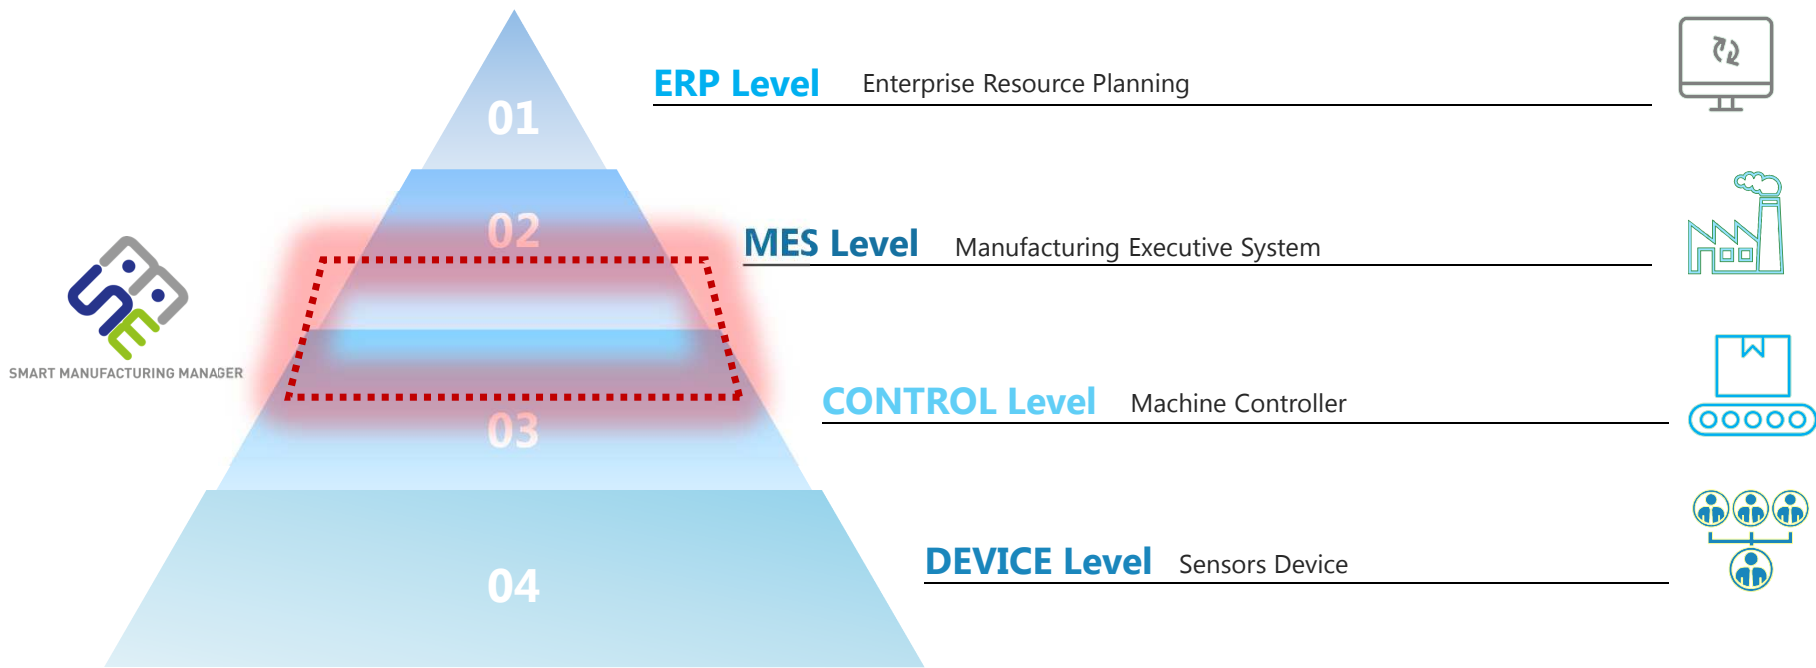 01
ERP Level Enterprise Resource Planning
02
MES Level Manufacturing Executive System
SMART MANUFACTURING MANAGER
03
CONTROL Level Machine Controller
04
DEVICE Level Sensors Device